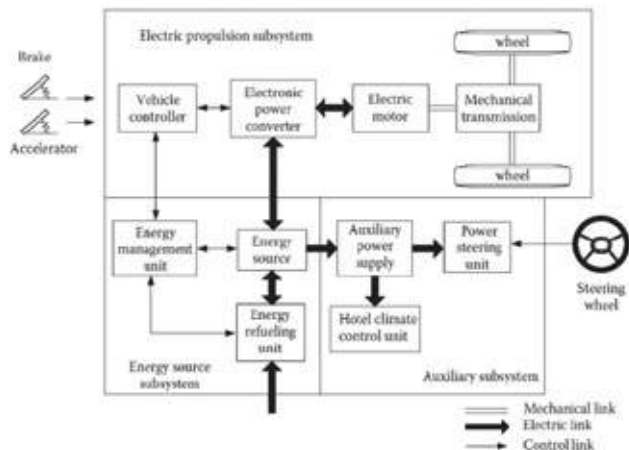 Electric propulsion subsystem
wheel
Brake
Vehicle
controller
Electronic
power
converter
Electric
motor
Mechanical
transmission
Accelerator
wheel
Energy
management
unit
Energy
source
Auxiliary
power
supply
Power
steering
unit
Steering
wheel
Energy
refueling
unit
Hotel climate
control unit
Energy source
subsystem
Auxiliary subsystem
Mechanical link
Electric link
Control link